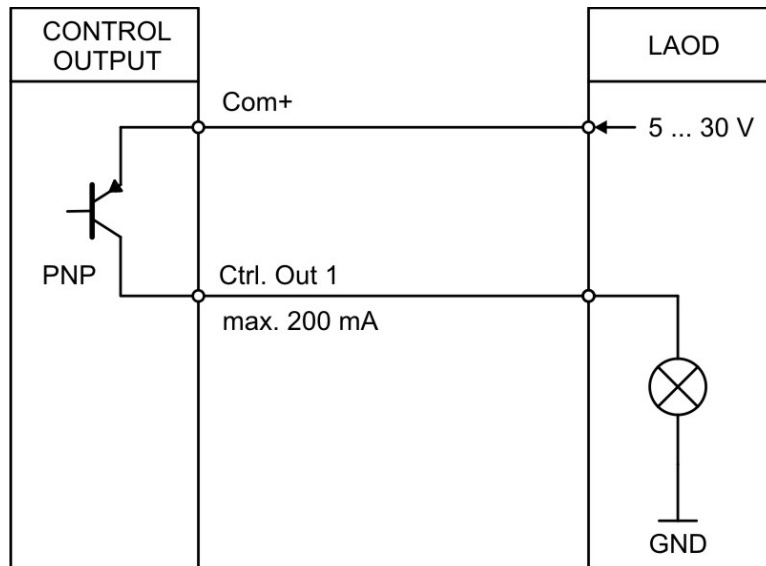 CONTROL
OUTPUT
LAOD
Com+
5 ... 30 V
PNP
Ctrl. Out 1
max. 200 mA
GND